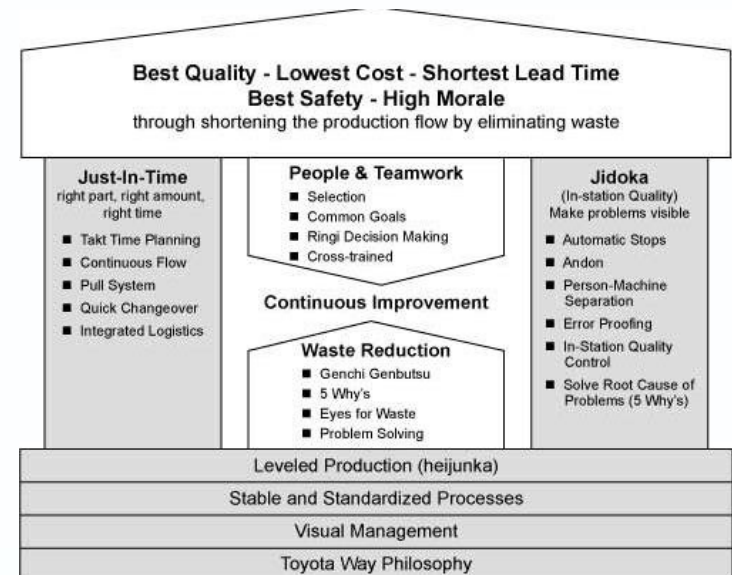 Best Quality - Lowest Cost - Shortest Lead Time
Best Safety - High Morale
through shortening the production flow by eliminating waste
Just-In-Time
right part, right amount,
right time
■ Takt Time Planning
■ Continuous Flow
■ Pull System
■ Quick Changeover
■ Integrated Logistics
People & Teamwork
■ Selection
■ Common Goals
■ Ringi Decision Making
■ Cross-trained
Continuous Improvement
Waste Reduction
■ Genchi Genbutsu
■ 5 Why's
■ Eyes for Waste
■ Problem Solving
Jidoka
(In-station Quality)
Make problems visible
■ Automatic Stops
■ Andon
■ Person-Machine
Separation
■ Error Proofing
■ In-Station Quality
Control
■ Solve Root Cause of
Problems (5 Why's)
Leveled Production (heijunka)
Stable and Standardized Processes
Visual Management
Toyota Way Philosophy